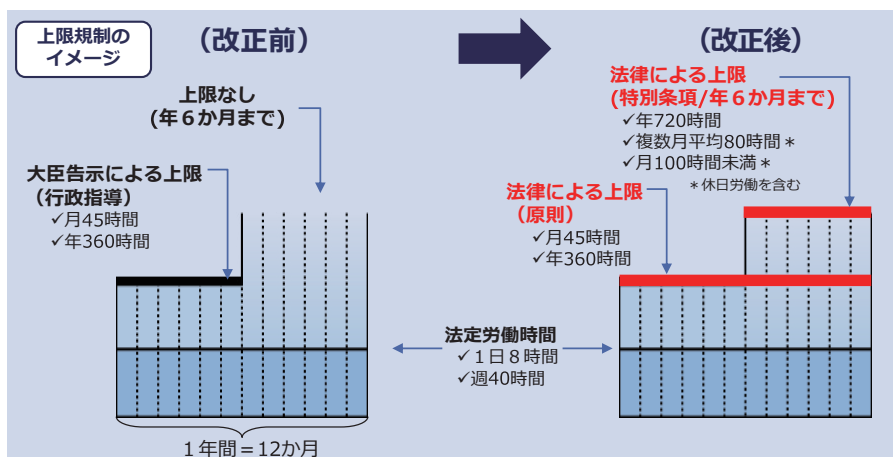 上限規制の
イメージ
(改正前)
(改正後)
上限なし
(年６か月まで)
大臣告示による上限
(行政指導)
✓月45時間
✓年360時間
法律による上限
(特別条項/年６か月まで)
✓年720時間
✓複数月平均80時間＊
✓月100時間未満＊
＊休日労働を含む
法律による上限
(原則)
✓月45時間
✓年360時間
法定労働時間
✓１日８時間
✓週40時間
１年間＝12か月